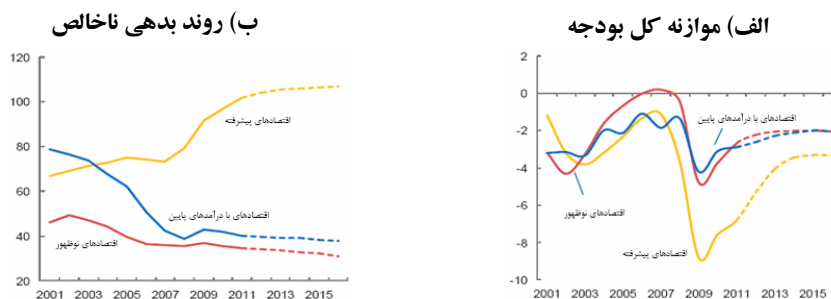 الف) موازنه کل بودجه
2
0
-2
-4
-6
-8
-10
اقتصادهای با درآمدهای پایین
اقتصادهای نوظهور
اقتصادهای پیشرفته
2001 2003 2005 2007 2009 2011 2013 2015
ب) روند بدهی ناخالص
120
100
80
60
40
20
اقتصادهای پیشرفته
اقتصادهای با درآمدهای پایین
اقتصادهای نوظهور
2001 2003 2005 2007 2009 2011 2013 2015